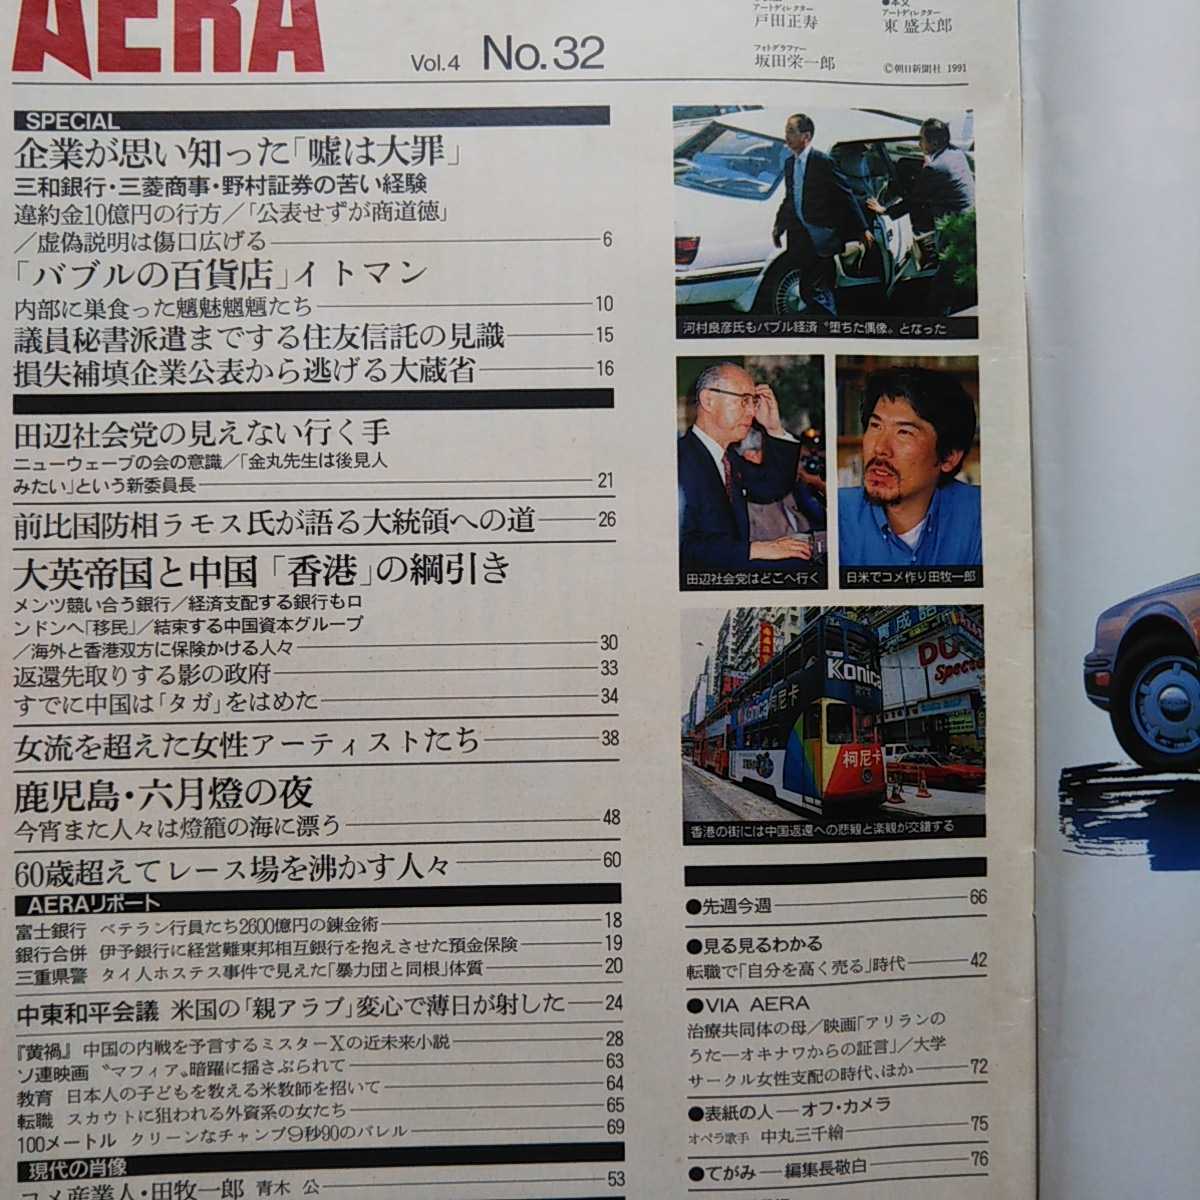 AERA
Vol.4 No.32
アートディレクター
戸田正寿
フォトグラファー
坂田栄一郎
●本文
アートディレクター
東 盛太郎
©朝日新聞社 1991
SPECIAL
企業が思い知った「嘘は大罪」
三和銀行・三菱商事・野村証券の苦い経験
違約金10億円の行方／「公表せずが商道徳」
／虚偽説明は傷口広げる 6
「バブルの百貨店」イトマン
内部に巣食った魑魅魍魎たち 10
議員秘書派遣までする住友信託の見識 15
損失補填企業公表から逃げる大蔵省 16
田辺社会党の見えない行く手
ニューウェーブの会の意識／「金丸先生は後見人
みたい」という新委員長 21
前比国防相ラモス氏が語る大統領への道 26
大英帝国と中国「香港」の綱引き
メンツ競い合う銀行／経済支配する銀行もロ
ンドンへ「移民」／結束する中国資本グループ
／海外と香港双方に保険かける人々 30
返還先取りする影の政府 33
すでに中国は「タガ」をはめた 34
女流を超えた女性アーティストたち 38
鹿児島・六月燈の夜
今宵また人々は燈籠の海に漂う 48
60歳超えてレース場を沸かす人々 60
AERAリポート
富士銀行 ベテラン行員たち2600億円の錬金術 18
銀行合併 伊予銀行に経営難東邦相互銀行を抱えさせた預金保険 19
三重県警 タイ人ホステス事件で見えた「暴力団と同根」体質 20
中東和平会議 米国の「親アラブ」変心で薄日が射した 24
『黄禍』 中国の内戦を予言するミスターXの近未来小説 28
ソ連映画 〝マフィア〟暗躍に揺さぶられて 63
教育 日本人の子どもを教える米教師を招いて 64
転職 スカウトに狙われる外資系の女たち 65
100メートル クリーンなチャンプ9秒90のバレル 69
現代の肖像
コメ産業人・田牧一郎 青木 公 53
河村良彦氏もバブル経済〝堕ちた偶像〟となった
田辺社会党はどこへ行く
日米でコメ作り田牧一郎
Konica
柯尼卡
柯尼卡
香港の街には中国返還への悲観と楽観が交錯する
●先週今週 66
●見る見るわかる
転職で「自分を高く売る」時代 42
●VIA AERA
治療共同体の母／映画「アリランの
うた―オキナワからの証言」／大学
サークル女性支配の時代、ほか 72
●表紙の人―オフ・カメラ
オペラ歌手 中丸三千繪 75
●てがみ―編集長敬白 76